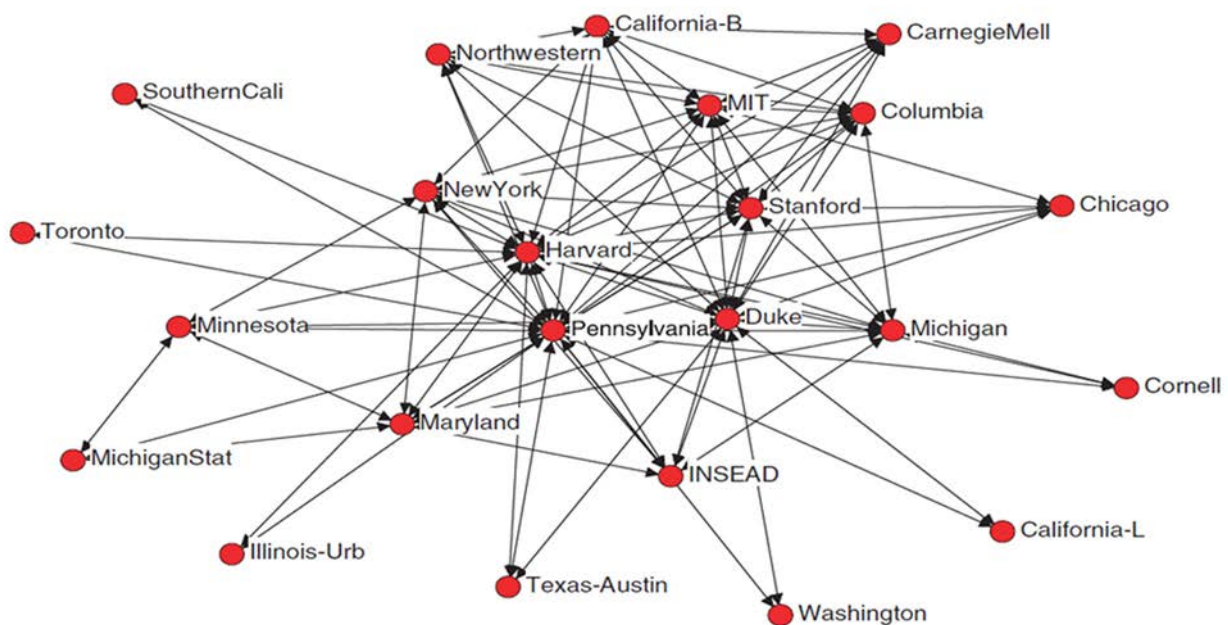 California-B
CarnegieMell
Northwestern
SouthernCali
MIT
Columbia
NewYork
Stanford
Chicago
Toronto
Harvard
Minnesota
Pennsylvania
Duke
Michigan
Cornell
Maryland
MichiganStat
INSEAD
California-L
Illinois-Urb
Texas-Austin
Washington